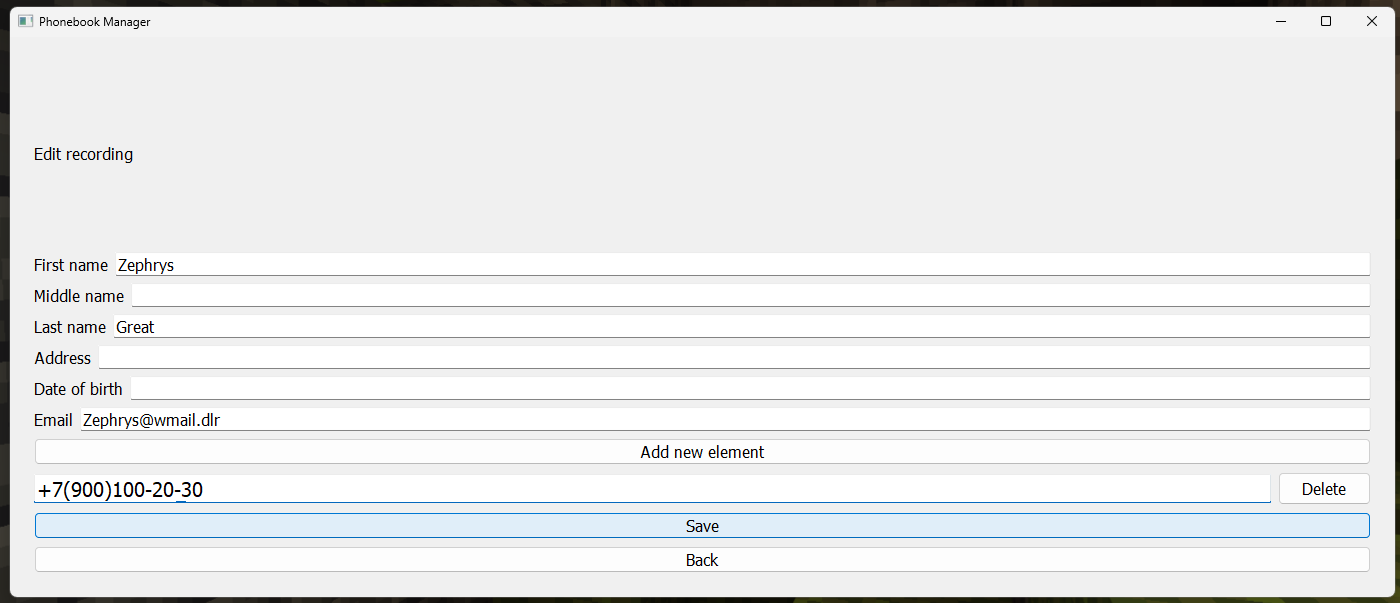 Phonebook Manager
Edit recording
First name Zephrys
Middle name
Last name Great
Address
Date of birth
Email Zephrys@wmail.dlr
Add new element
+7(900)100-20-30 Delete
Save
Back